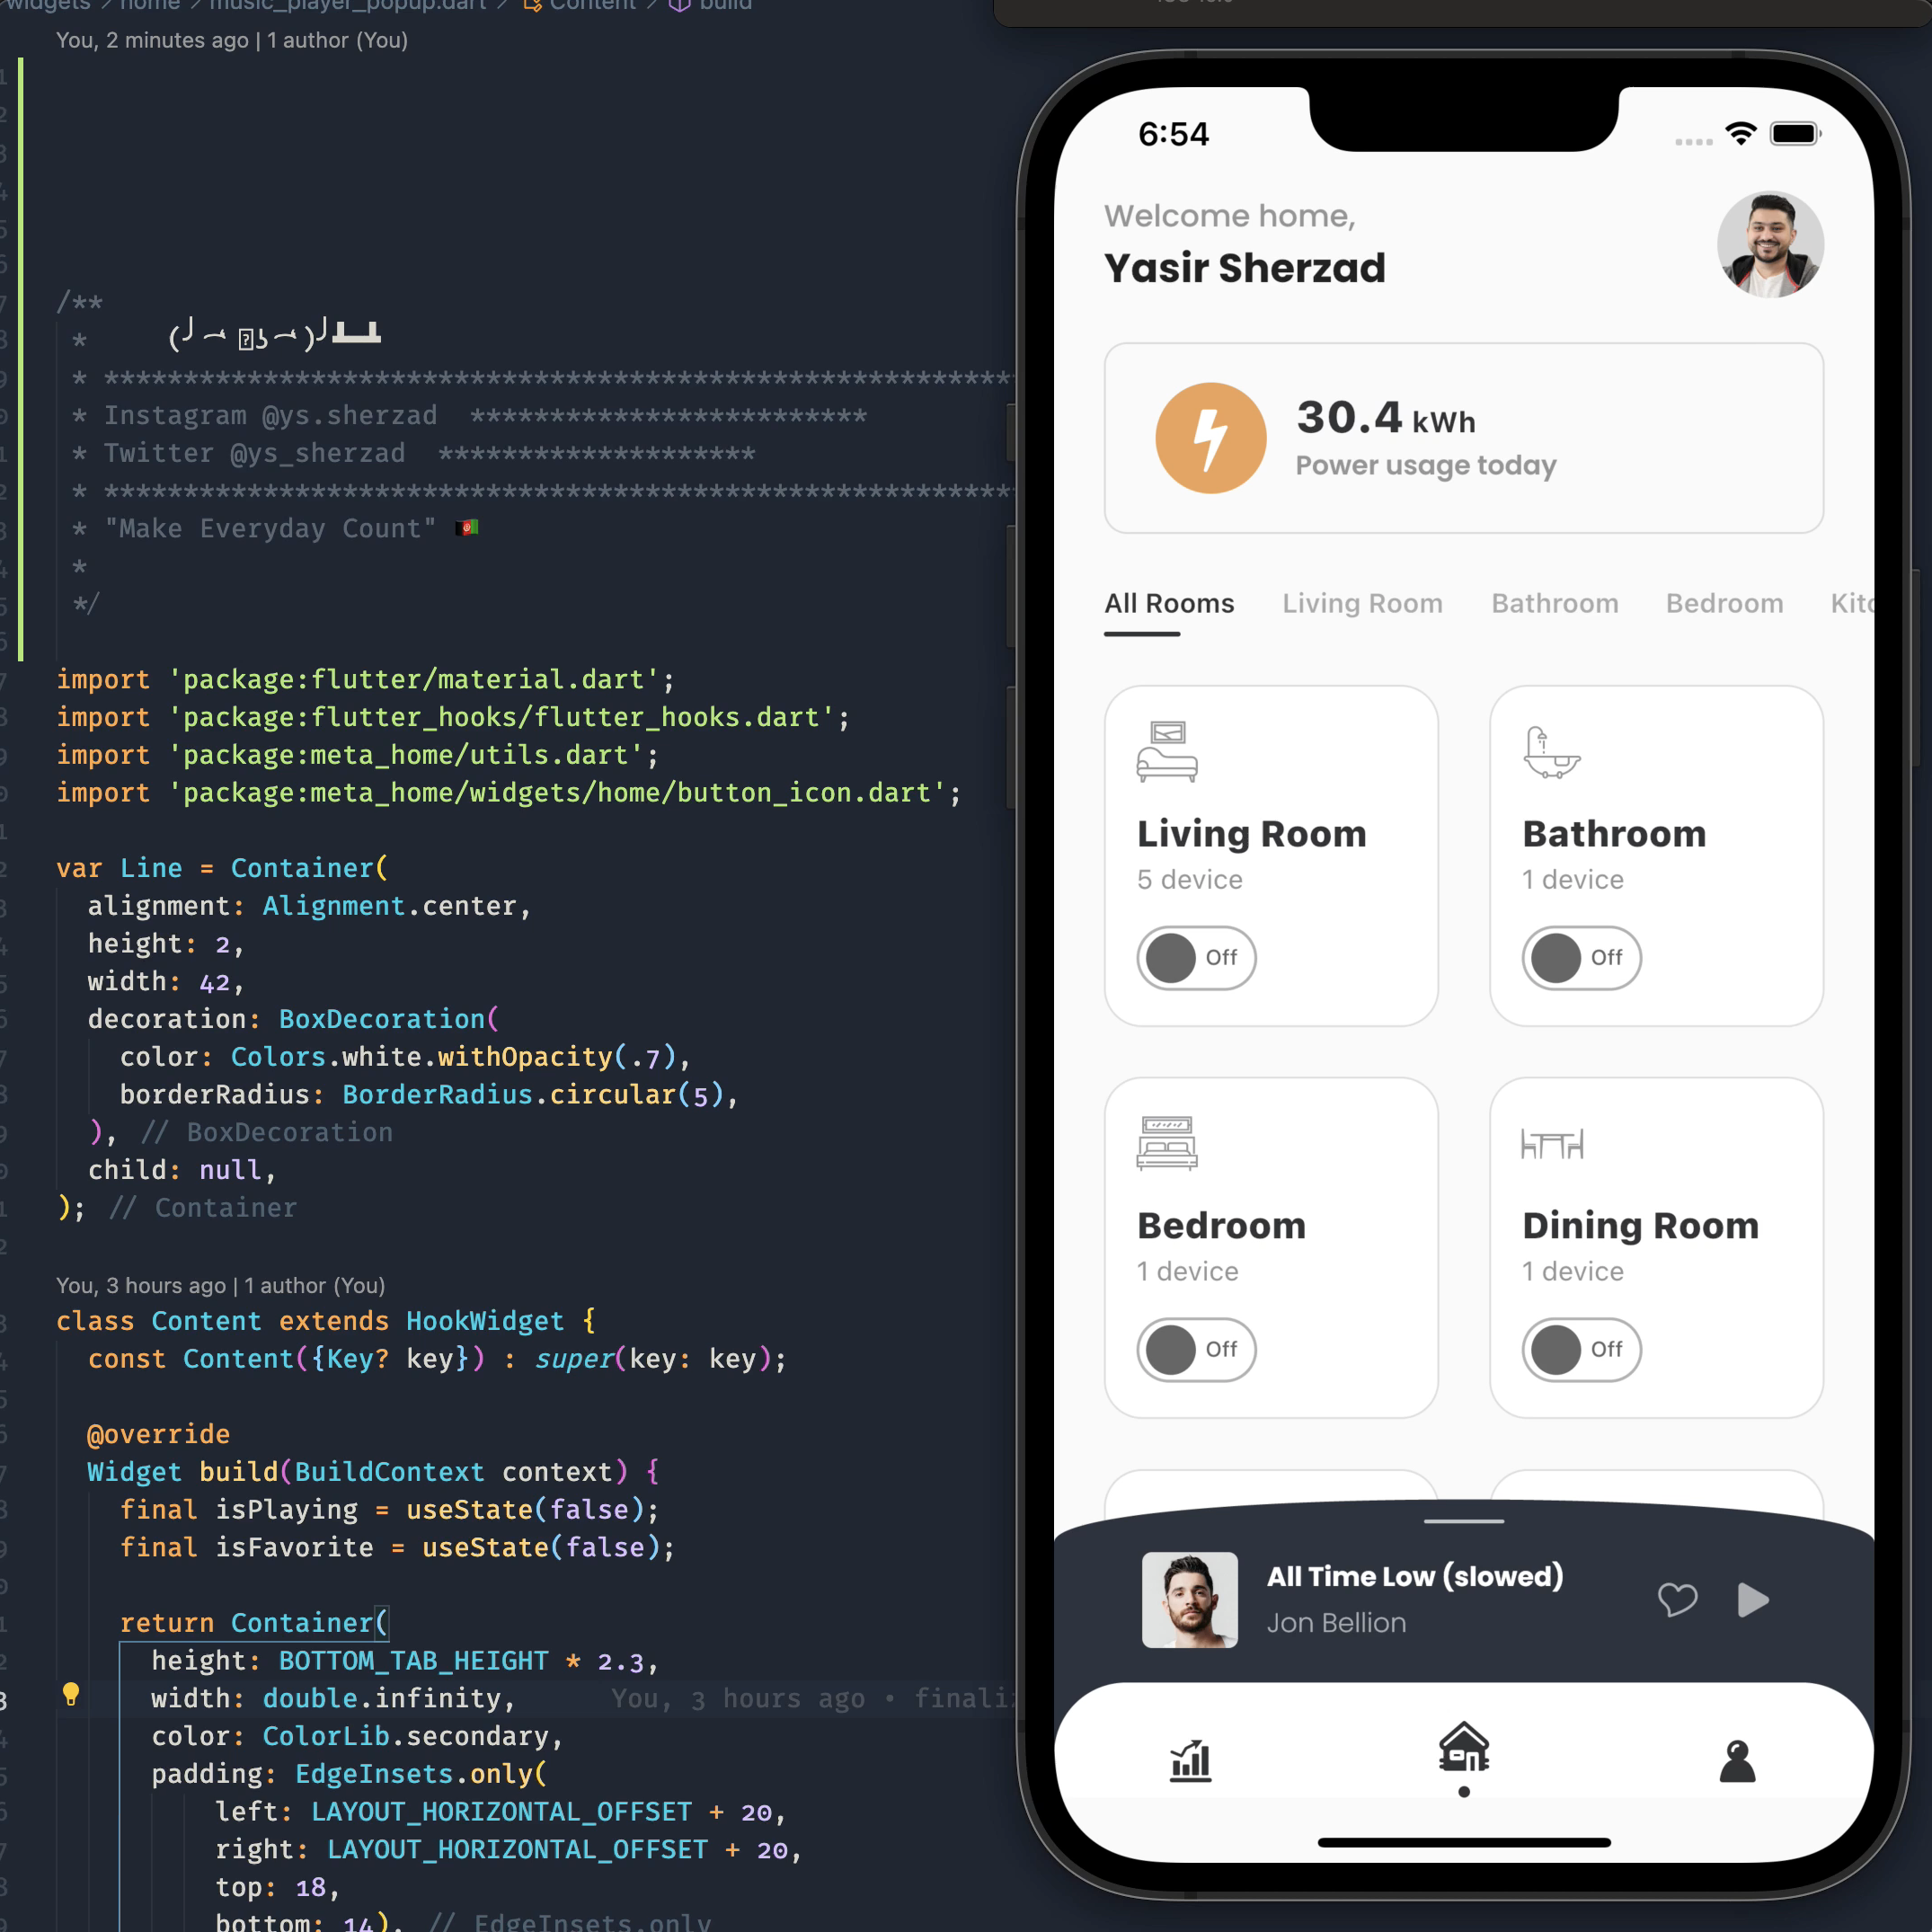 widgets > home > music_player_popup.dart > Content > build
You, 2 minutes ago | 1 author (You)
/**
*
* *********************************************************
* Instagram @ys.sherzad *************************
* Twitter @ys_sherzad ********************
* *********************************************************
* "Make Everyday Count" 🇦🇫
*
*/
import 'package:flutter/material.dart';
import 'package:flutter_hooks/flutter_hooks.dart';
import 'package:meta_home/utils.dart';
import 'package:meta_home/widgets/home/button_icon.dart';
var Line = Container(
alignment: Alignment.center,
height: 2,
width: 42,
decoration: BoxDecoration(
color: Colors.white.withOpacity(.7),
borderRadius: BorderRadius.circular(5),
), // BoxDecoration
child: null,
); // Container
You, 3 hours ago | 1 author (You)
class Content extends HookWidget {
const Content({Key? key}) : super(key: key);
@override
Widget build(BuildContext context) {
final isPlaying = useState(false);
final isFavorite = useState(false);
return Container(
height: BOTTOM_TAB_HEIGHT * 2.3,
width: double.infinity, You, 3 hours ago • finali
color: ColorLib.secondary,
padding: EdgeInsets.only(
left: LAYOUT_HORIZONTAL_OFFSET + 20,
right: LAYOUT_HORIZONTAL_OFFSET + 20,
top: 18,
bottom: 14), // EdgeInsets.only
6:54
Welcome home,
Yasir Sherzad
30.4 kWh
Power usage today
All Rooms Living Room Bathroom Bedroom Kitc
Living Room
5 device
Off
Bathroom
1 device
Off
Bedroom
1 device
Off
Dining Room
1 device
Off
All Time Low (slowed)
Jon Bellion